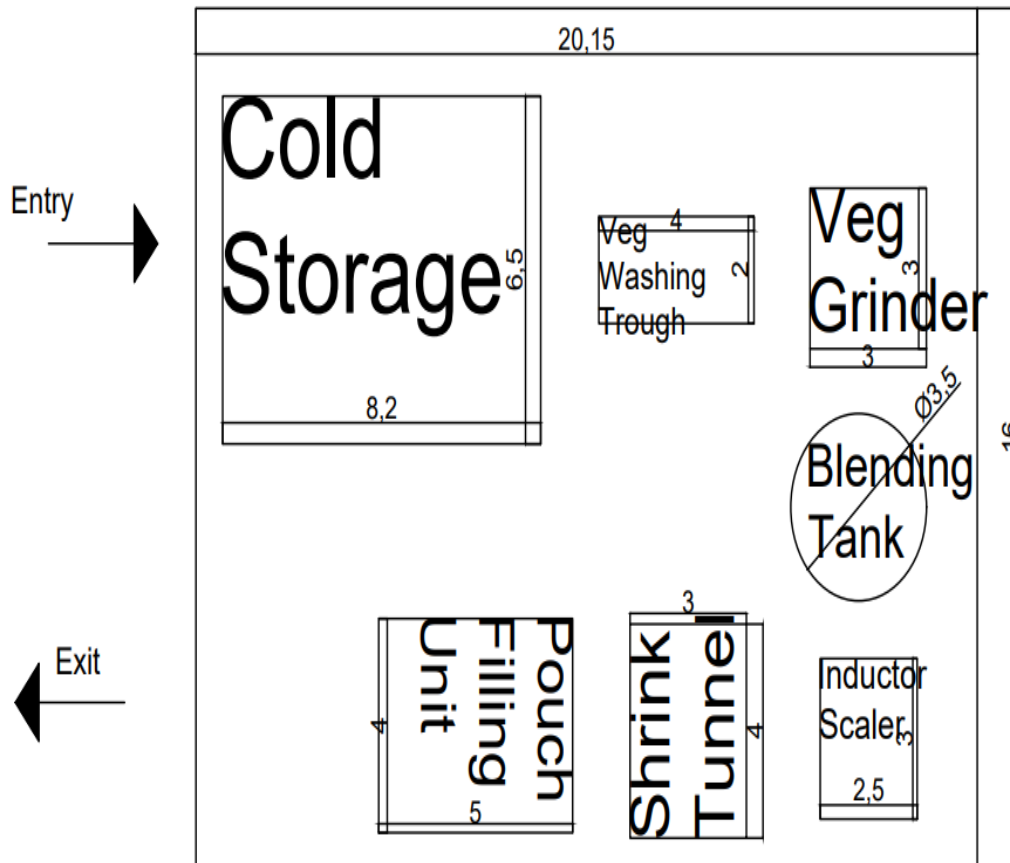 20,15
Cold
Storage
6,5
8,2
Entry
4
Veg
Washing
Trough
2
Veg
Grinder
3
3
16
Ø3,5
Blending
Tank
Exit
Pouch
Filling
Unit
4
5
3
Shrink
Tunnel
4
Inductor
Scaler
3
2,5